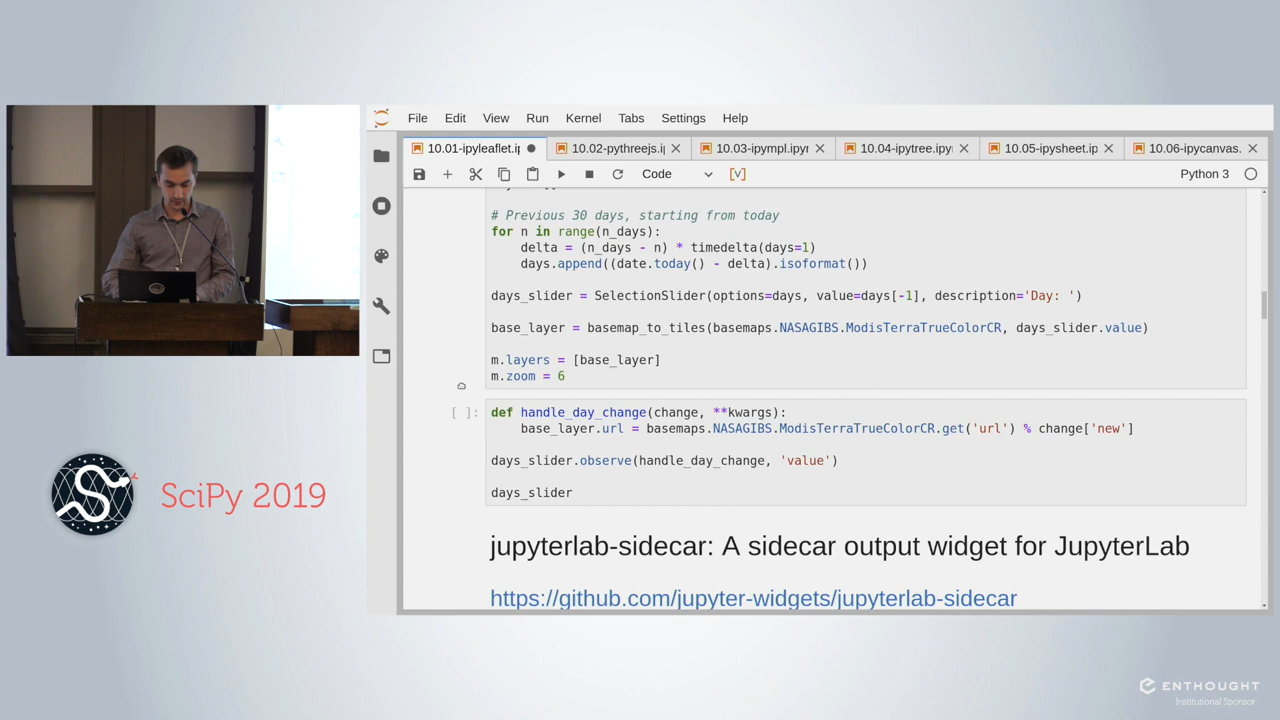 File Edit View Run Kernel Tabs Settings Help
10.01-ipyleaflet.ip 10.02-pythreejs.ip 10.03-ipympl.ipyn 10.04-ipytree.ipyn 10.05-ipysheet.ip 10.06-ipycanvas.
Code [V] Python 3
# Previous 30 days, starting from today
for n in range(n_days):
delta = (n_days - n) * timedelta(days=1)
days.append((date.today() - delta).isoformat())
days_slider = SelectionSlider(options=days, value=days[-1], description='Day: ')
base_layer = basemap_to_tiles(basemaps.NASAGIBS.ModisTerraTrueColorCR, days_slider.value)
m.layers = [base_layer]
m.zoom = 6
[ ]: def handle_day_change(change, **kwargs):
base_layer.url = basemaps.NASAGIBS.ModisTerraTrueColorCR.get('url') % change['new']
days_slider.observe(handle_day_change, 'value')
days_slider
jupyterlab-sidecar: A sidecar output widget for JupyterLab
https://github.com/jupyter-widgets/jupyterlab-sidecar
SciPy 2019
ENTHOUGHT
Institutional Sponsor